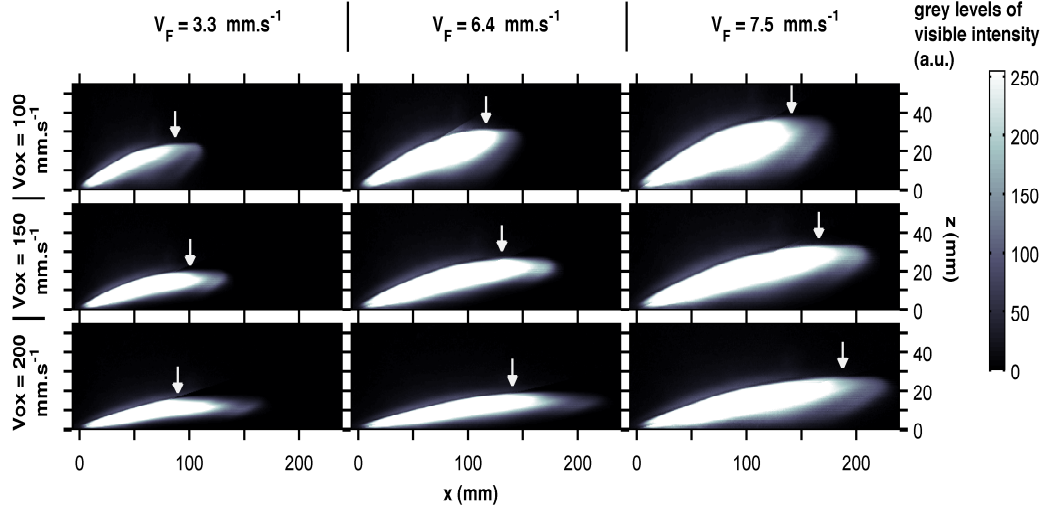 V_F = 3.3 mm.s⁻¹
V_F = 6.4 mm.s⁻¹
V_F = 7.5 mm.s⁻¹
grey levels of
visible intensity
(a.u.)
Vox = 100
mm.s⁻¹
Vox = 150
mm.s⁻¹
Vox = 200
mm.s⁻¹
40
20
0
40
20
0
40
20
0
z (mm)
250
200
150
100
50
0
0 100 200
0 100 200
0 100 200
x (mm)